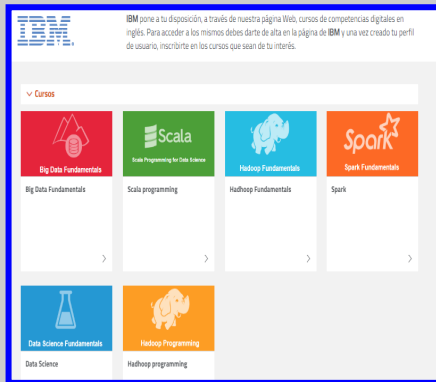 IBM.
IBM pone a tu disposición, a través de nuestra página Web, cursos de competencias digitales en
inglés. Para acceder a los mismos debes darte de alta en la página de IBM y una vez creado tu perfil
de usuario, inscribirte en los cursos que sean de tu interés.
Cursos
Big Data Fundamentals
Scala
Scala Programming for Data Science
Hadoop Fundamentals
Spark
Spark Fundamentals
Big Data Fundamentals
Scala programming
Hadhoop Fundamentals
Spark
Data Science Fundamentals
Hadoop Programming
Data Science
Hadhoop programming